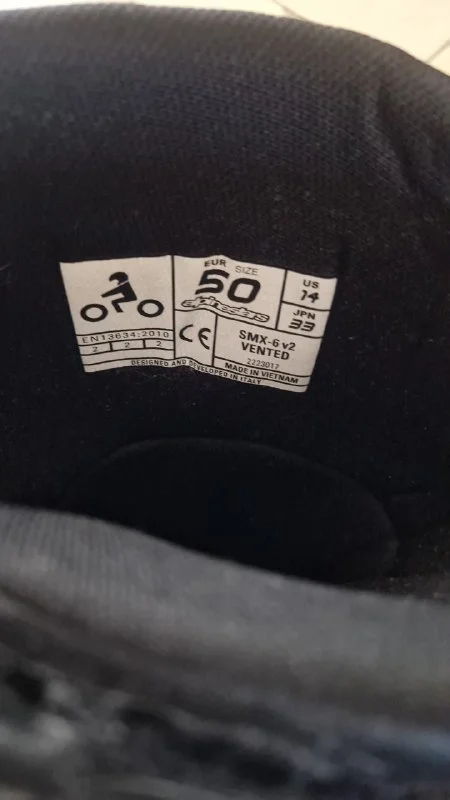 EUR SIZE
50
alpinestars
US
14
JPN
33
EN13634:2010
2 2 2
CE
SMX-6 v2
VENTED
2223017
DESIGNED AND DEVELOPED IN ITALY
MADE IN VIETNAM